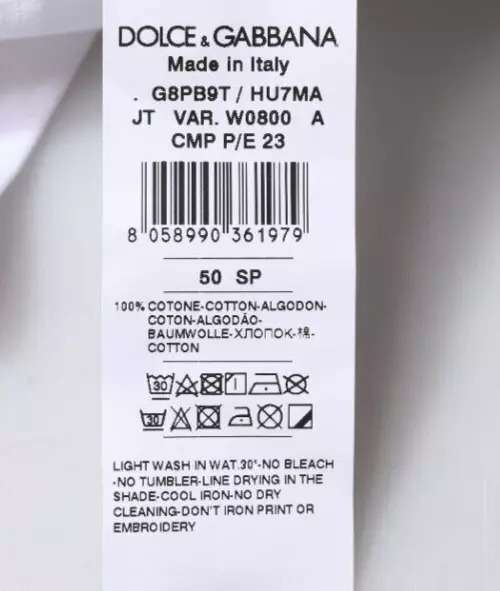 DOLCE & GABBANA
Made in Italy
. G8PB9T / HU7MA
JT VAR. W0800 A
CMP P/E 23
8 058990 361979
50 SP
100% COTONE-COTTON-ALGODON-
COTON-ALGODÃO-
BAUMWOLLE-ХЛОПОК-棉-
COTTON
30
30
LIGHT WASH IN WAT.30°-NO BLEACH
-NO TUMBLER-LINE DRYING IN THE
SHADE-COOL IRON-NO DRY
CLEANING-DON'T IRON PRINT OR
EMBROIDERY